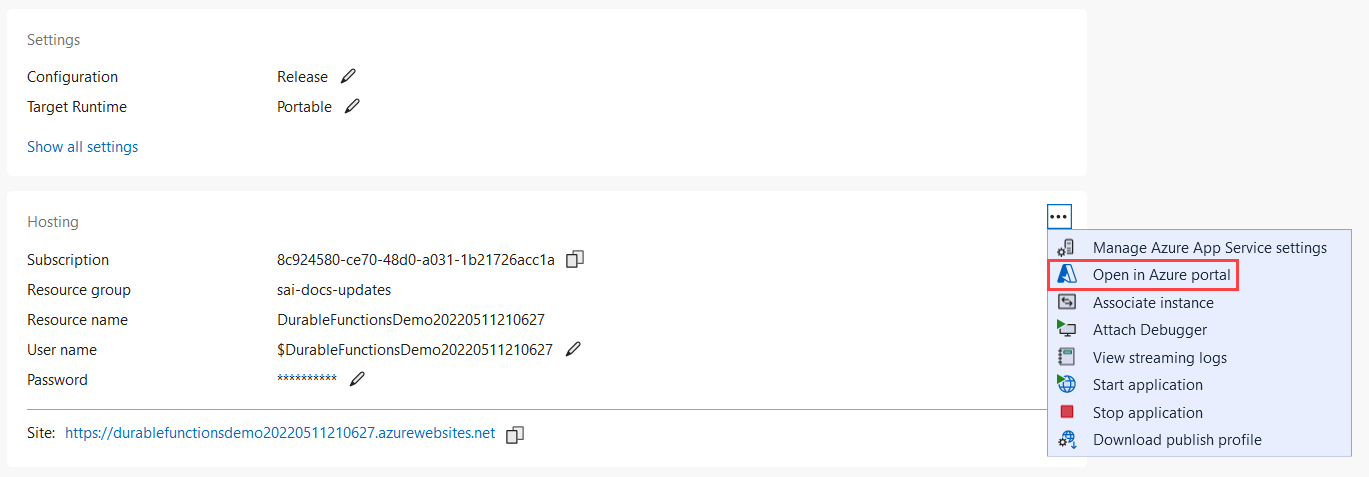 Settings
Configuration Release
Target Runtime Portable
Show all settings
Hosting
Subscription 8c924580-ce70-48d0-a031-1b21726acc1a
Resource group sai-docs-updates
Resource name DurableFunctionsDemo20220511210627
User name $DurableFunctionsDemo20220511210627
Password **********
Site: https://durablefunctionsdemo20220511210627.azurewebsites.net
Manage Azure App Service settings
Open in Azure portal
Associate instance
Attach Debugger
View streaming logs
Start application
Stop application
Download publish profile